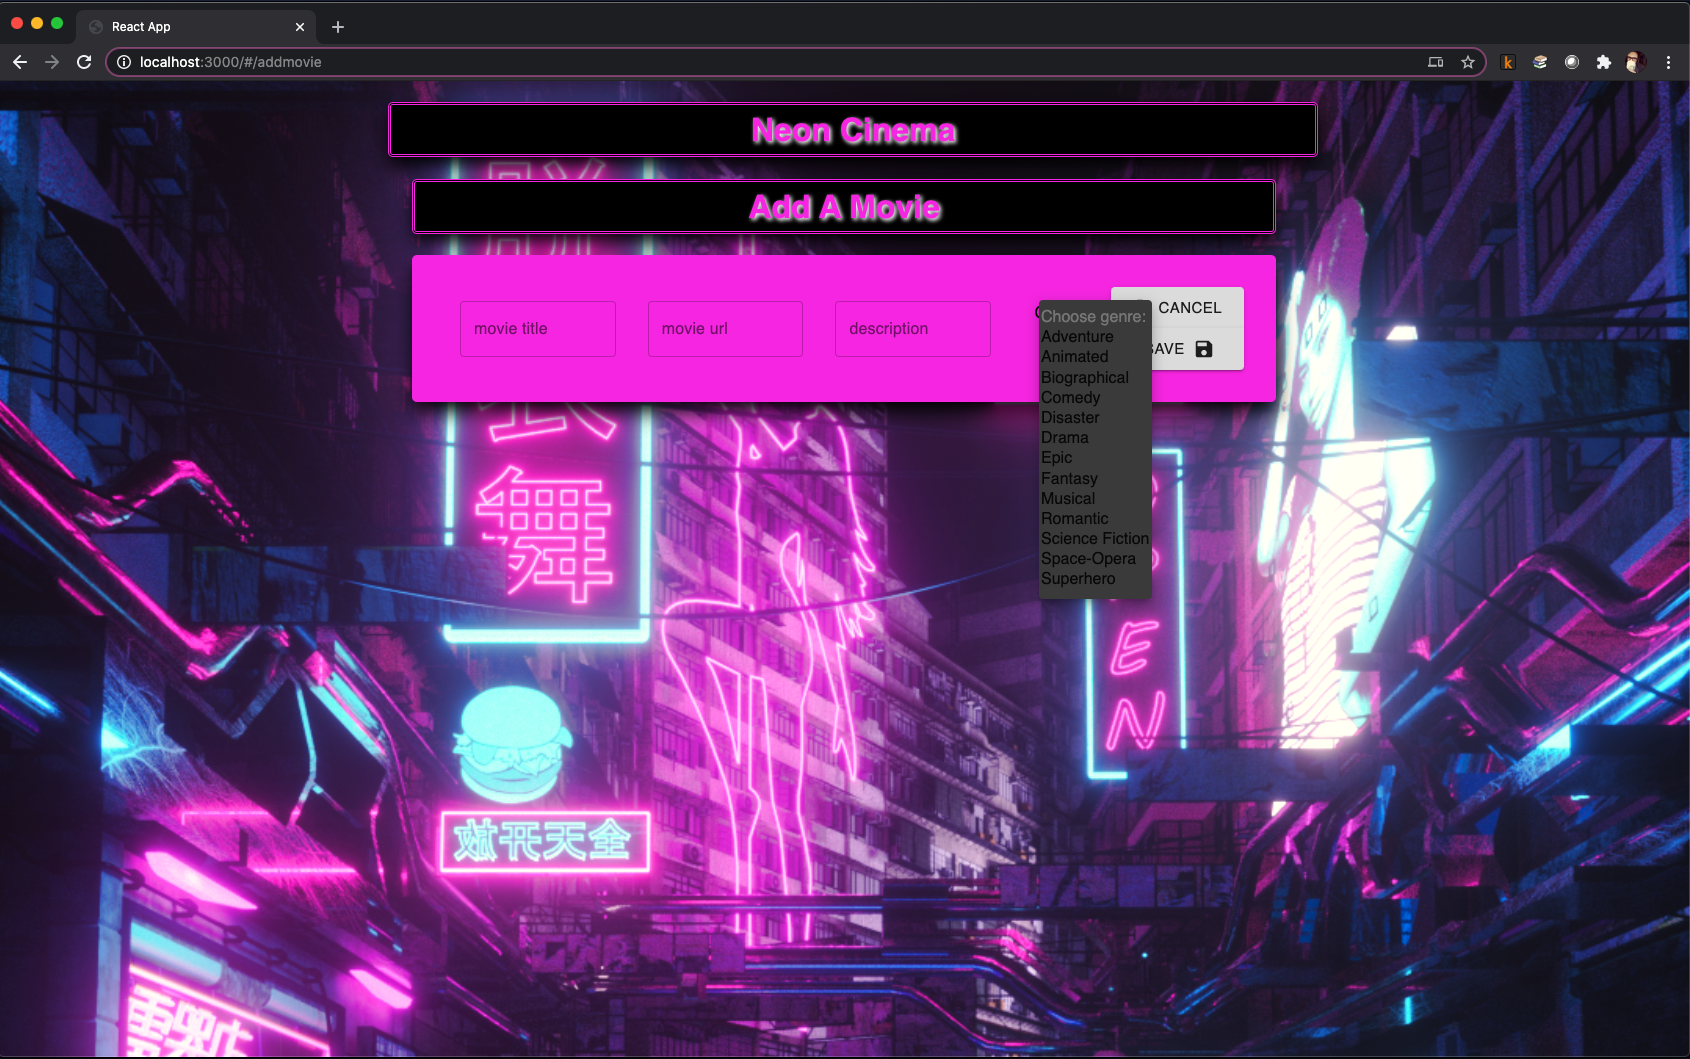 React App
localhost:3000/#/addmovie
k
Neon Cinema
Add A Movie
movie title
movie url
description
CANCEL
AVE
Choose genre:
Adventure
Animated
Biographical
Comedy
Disaster
Drama
Epic
Fantasy
Musical
Romantic
Science Fiction
Space-Opera
Superhero
舞
E
N